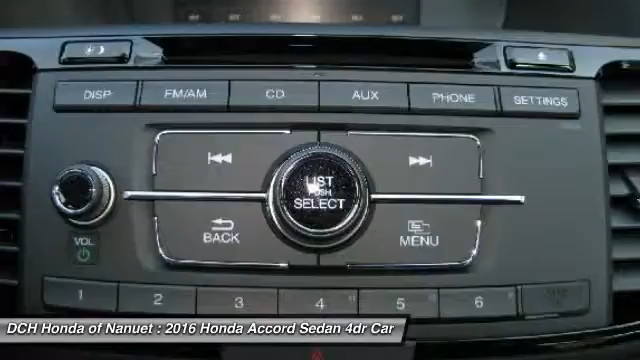 DISP FM/AM CD AUX PHONE SETTINGS
LIST
PUSH
SELECT
BACK MENU
VOL
1 2 3 4 5 6
DCH Honda of Nanuet : 2016 Honda Accord Sedan 4dr Car